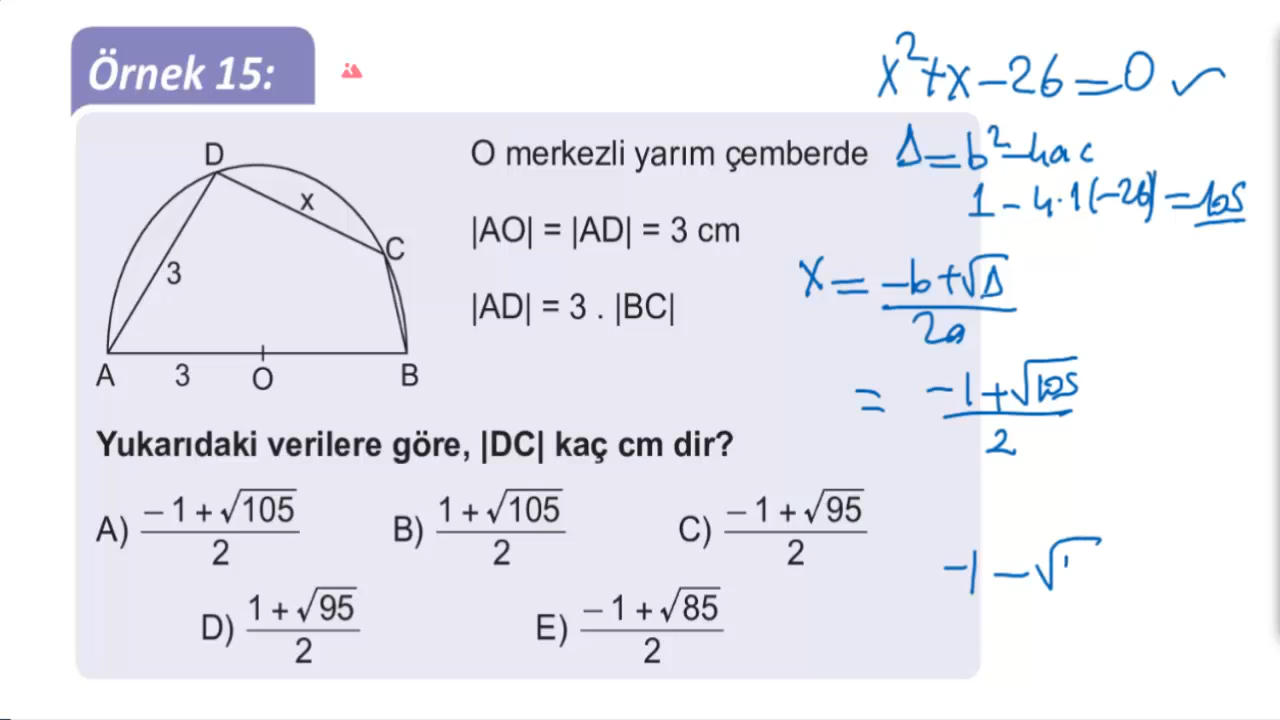 Örnek 15:
x² + x - 26 = 0 ✓
D
x
C
3
A 3 O B
O merkezli yarım çemberde
|AO| = |AD| = 3 cm
|AD| = 3 . |BC|
Δ = b² - 4ac
1 - 4·1(-26) = 105
x = (-b + √Δ) / 2a
= (-1 + √105) / 2
Yukarıdaki verilere göre, |DC| kaç cm dir?
A) (-1 + √105) / 2 B) (1 + √105) / 2 C) (-1 + √95) / 2
D) (1 + √95) / 2 E) (-1 + √85) / 2
-1 - √